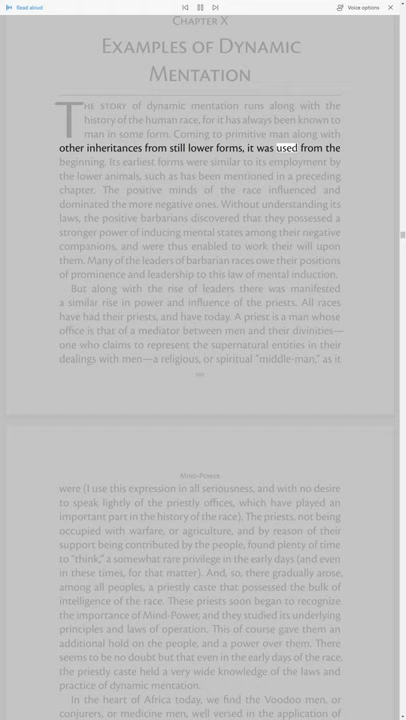 Read aloud
Voice options
CHAPTER X
EXAMPLES OF DYNAMIC
MENTATION
THE STORY of dynamic mentation runs along with the
history of the human race, for it has always been known to
man in some form. Coming to primitive man along with
other inheritances from still lower forms, it was used from the
beginning. Its earliest forms were similar to its employment by
the lower animals, such as has been mentioned in a preceding
chapter. The positive minds of the race influenced and
dominated the more negative ones. Without understanding its
laws, the positive barbarians discovered that they possessed a
stronger power of inducing mental states among their negative
companions, and were thus enabled to work their will upon
them. Many of the leaders of barbarian races owe their positions
of prominence and leadership to this law of mental induction.
But along with the rise of leaders there was manifested
a similar rise in power and influence of the priests. All races
have had their priests, and have today. A priest is a man whose
office is that of a mediator between men and their divinities—
one who claims to represent the supernatural entities in their
dealings with men—a religious, or spiritual "middle-man," as it
MIND-POWER
were (I use this expression in all seriousness, and with no desire
to speak lightly of the priestly offices, which have played an
important part in the history of the race). The priests, not being
occupied with warfare, or agriculture, and by reason of their
support being contributed by the people, found plenty of time
to "think," a somewhat rare privilege in the early days (and even
in these times, for that matter). And, so, there gradually arose,
among all peoples, a priestly caste that possessed the bulk of
intelligence of the race. These priests soon began to recognize
the importance of Mind-Power, and they studied its underlying
principles and laws of operation. This of course gave them an
additional hold on the people, and a power over them. There
seems to be no doubt but that even in the early days of the race,
the priestly caste held a very wide knowledge of the laws and
practice of dynamic mentation.
In the heart of Africa today, we find the Voodoo men, or
conjurers, or medicine men, well versed in the application of